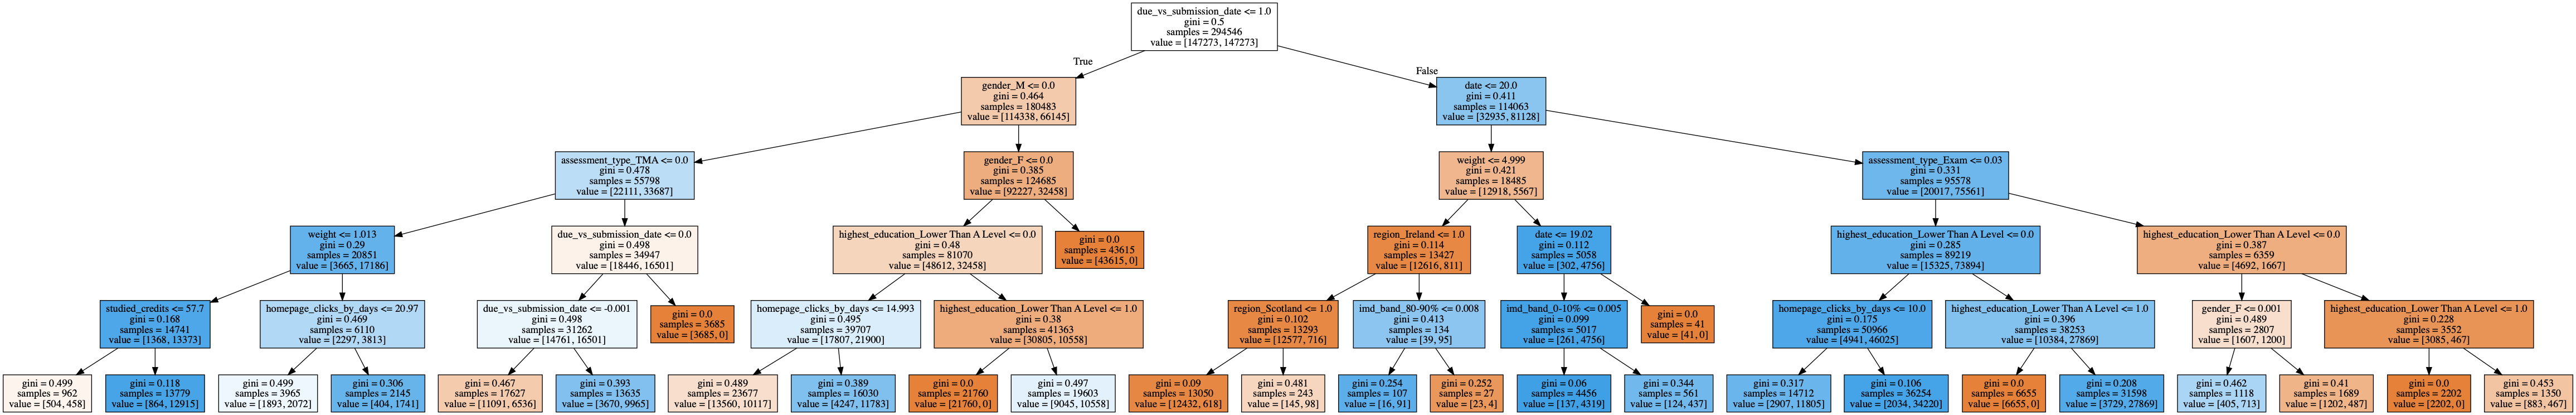 due_vs_submission_date <= 1.0
gini = 0.5
samples = 294546
value = [147273, 147273]
True
False
gender_M <= 0.0
gini = 0.464
samples = 180483
value = [114338, 66145]
date <= 20.0
gini = 0.411
samples = 114063
value = [32935, 81128]
assessment_type_TMA <= 0.0
gini = 0.478
samples = 55798
value = [22111, 33687]
gender_F <= 0.0
gini = 0.385
samples = 124685
value = [92227, 32458]
weight <= 4.999
gini = 0.421
samples = 18485
value = [12918, 5567]
assessment_type_Exam <= 0.03
gini = 0.331
samples = 95578
value = [20017, 75561]
weight <= 1.013
gini = 0.29
samples = 20851
value = [3665, 17186]
due_vs_submission_date <= 0.0
gini = 0.498
samples = 34947
value = [18446, 16501]
highest_education_Lower Than A Level <= 0.0
gini = 0.48
samples = 81070
value = [48612, 32458]
gini = 0.0
samples = 43615
value = [43615, 0]
region_Ireland <= 1.0
gini = 0.114
samples = 13427
value = [12616, 811]
date <= 19.02
gini = 0.112
samples = 5058
value = [302, 4756]
highest_education_Lower Than A Level <= 0.0
gini = 0.285
samples = 89219
value = [15325, 73894]
highest_education_Lower Than A Level <= 0.0
gini = 0.387
samples = 6359
value = [4692, 1667]
studied_credits <= 57.7
gini = 0.168
samples = 14741
value = [1368, 13373]
homepage_clicks_by_days <= 20.97
gini = 0.469
samples = 6110
value = [2297, 3813]
due_vs_submission_date <= -0.001
gini = 0.498
samples = 31262
value = [14761, 16501]
gini = 0.0
samples = 3685
value = [3685, 0]
homepage_clicks_by_days <= 14.993
gini = 0.495
samples = 39707
value = [17807, 21900]
highest_education_Lower Than A Level <= 1.0
gini = 0.38
samples = 41363
value = [30805, 10558]
region_Scotland <= 1.0
gini = 0.102
samples = 13293
value = [12577, 716]
imd_band_80-90% <= 0.008
gini = 0.413
samples = 134
value = [39, 95]
imd_band_0-10% <= 0.005
gini = 0.099
samples = 5017
value = [261, 4756]
gini = 0.0
samples = 41
value = [41, 0]
homepage_clicks_by_days <= 10.0
gini = 0.175
samples = 50966
value = [4941, 46025]
highest_education_Lower Than A Level <= 1.0
gini = 0.396
samples = 38253
value = [10384, 27869]
gender_F <= 0.001
gini = 0.489
samples = 2807
value = [1607, 1200]
highest_education_Lower Than A Level <= 1.0
gini = 0.228
samples = 3552
value = [3085, 467]
gini = 0.499
samples = 962
value = [504, 458]
gini = 0.118
samples = 13779
value = [864, 12915]
gini = 0.499
samples = 3965
value = [1893, 2072]
gini = 0.306
samples = 2145
value = [404, 1741]
gini = 0.467
samples = 17627
value = [11091, 6536]
gini = 0.393
samples = 13635
value = [3670, 9965]
gini = 0.489
samples = 23677
value = [13560, 10117]
gini = 0.389
samples = 16030
value = [4247, 11783]
gini = 0.0
samples = 21760
value = [21760, 0]
gini = 0.497
samples = 19603
value = [9045, 10558]
gini = 0.09
samples = 13050
value = [12432, 618]
gini = 0.481
samples = 243
value = [145, 98]
gini = 0.254
samples = 107
value = [16, 91]
gini = 0.252
samples = 27
value = [23, 4]
gini = 0.06
samples = 4456
value = [137, 4319]
gini = 0.344
samples = 561
value = [124, 437]
gini = 0.317
samples = 14712
value = [2907, 11805]
gini = 0.106
samples = 36254
value = [2034, 34220]
gini = 0.0
samples = 6655
value = [6655, 0]
gini = 0.208
samples = 31598
value = [3729, 27869]
gini = 0.462
samples = 1118
value = [405, 713]
gini = 0.41
samples = 1689
value = [1202, 487]
gini = 0.0
samples = 2202
value = [2202, 0]
gini = 0.453
samples = 1350
value = [883, 467]